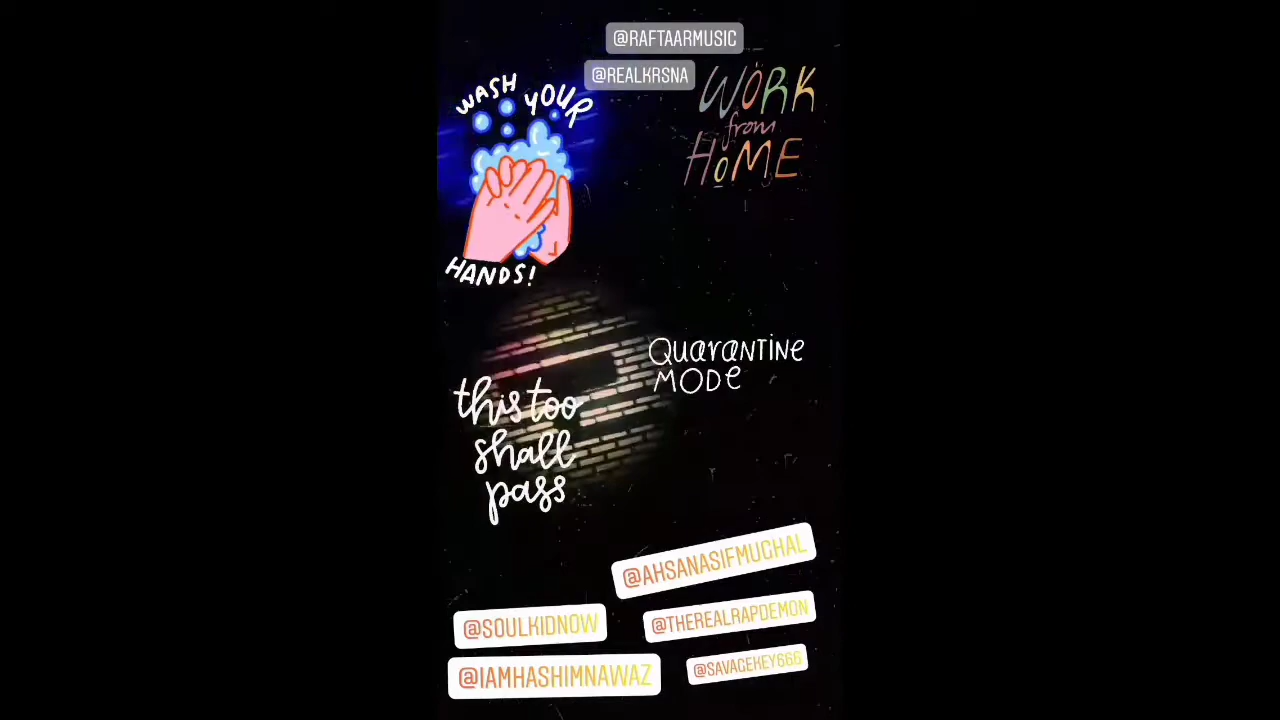 @RAFTAARMUSIC
@REALKRSNA
WASH YOUR
HANDS!
WORK
from
HOME
QUARANTINE
MODE
this too
shall
pass
@AHSANASIFMUGHAL
@SOULKIDNOW
@THEREALRAPDEMON
@IAMHASHIMNAWAZ
@SAVAGEKEY666